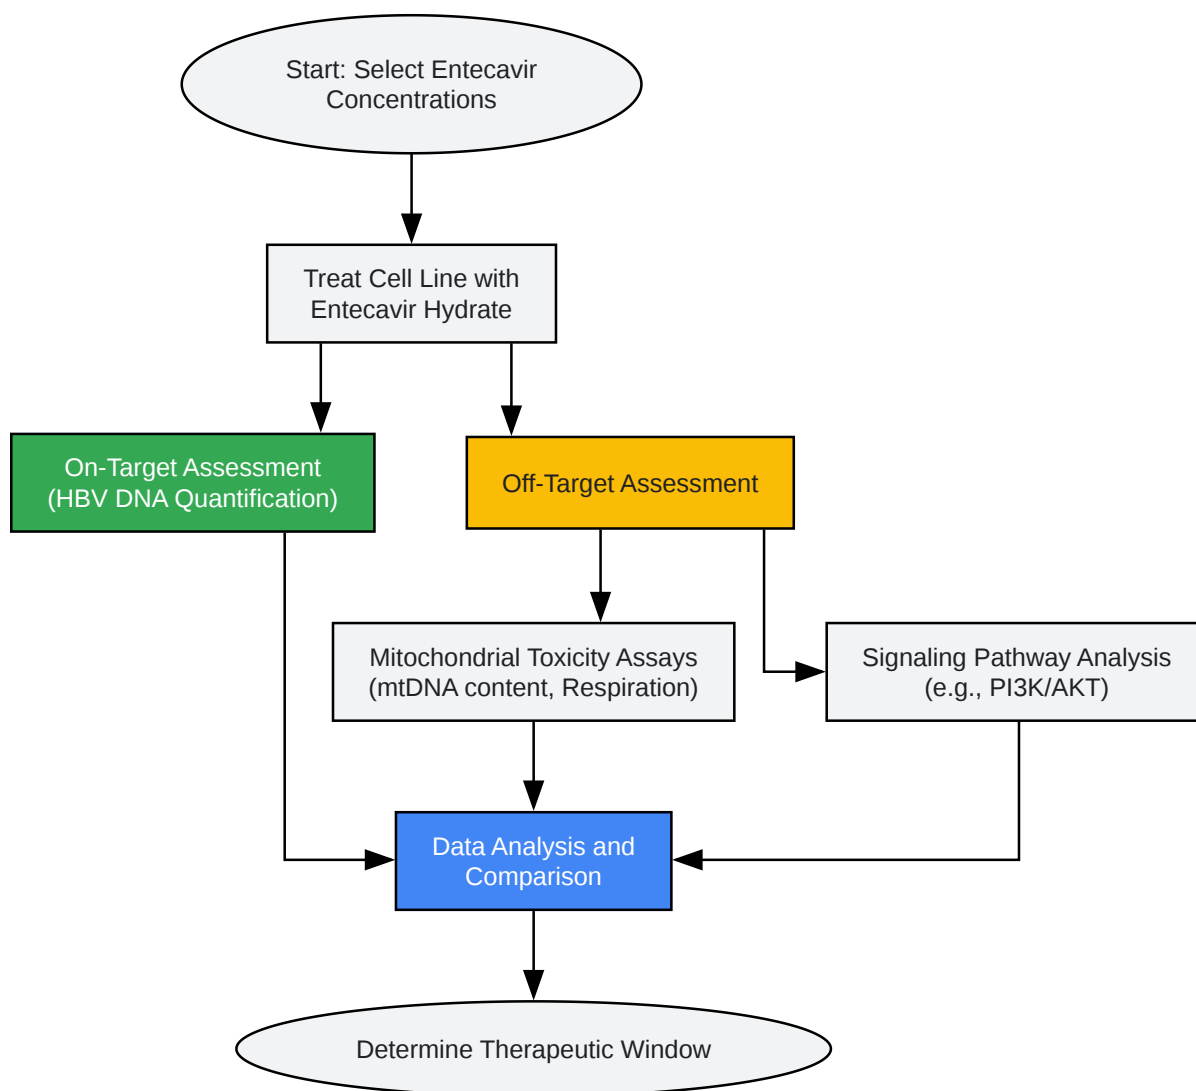 Start: Select Entecavir
Concentrations
Treat Cell Line with
Entecavir Hydrate
On-Target Assessment
(HBV DNA Quantification)
Off-Target Assessment
Mitochondrial Toxicity Assays
(mtDNA content, Respiration)
Signaling Pathway Analysis
(e.g., PI3K/AKT)
Data Analysis and
Comparison
Determine Therapeutic Window